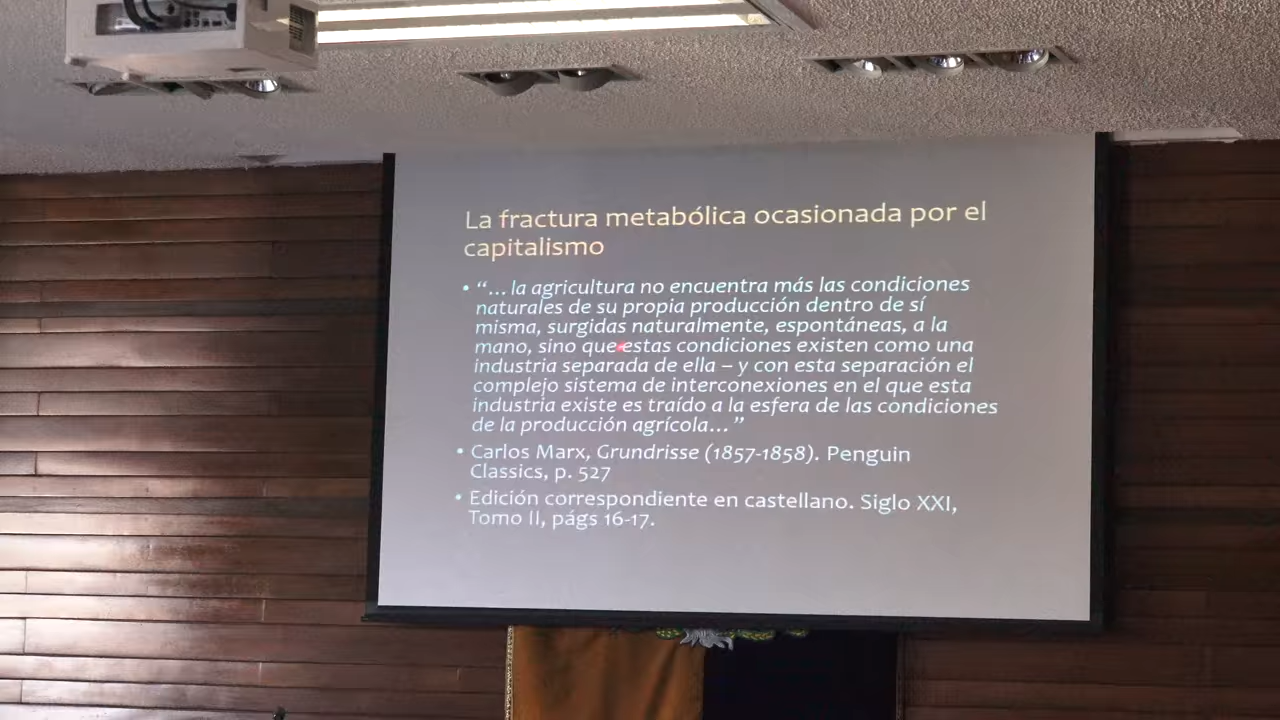 La fractura metabólica ocasionada por el
capitalismo
• “... la agricultura no encuentra más las condiciones
naturales de su propia producción dentro de sí
misma, surgidas naturalmente, espontáneas, a la
mano, sino que estas condiciones existen como una
industria separada de ella – y con esta separación el
complejo sistema de interconexiones en el que esta
industria existe es traído a la esfera de las condiciones
de la producción agrícola...”
• Carlos Marx, Grundrisse (1857-1858). Penguin
Classics, p. 527
• Edición correspondiente en castellano. Siglo XXI,
Tomo II, págs 16-17.